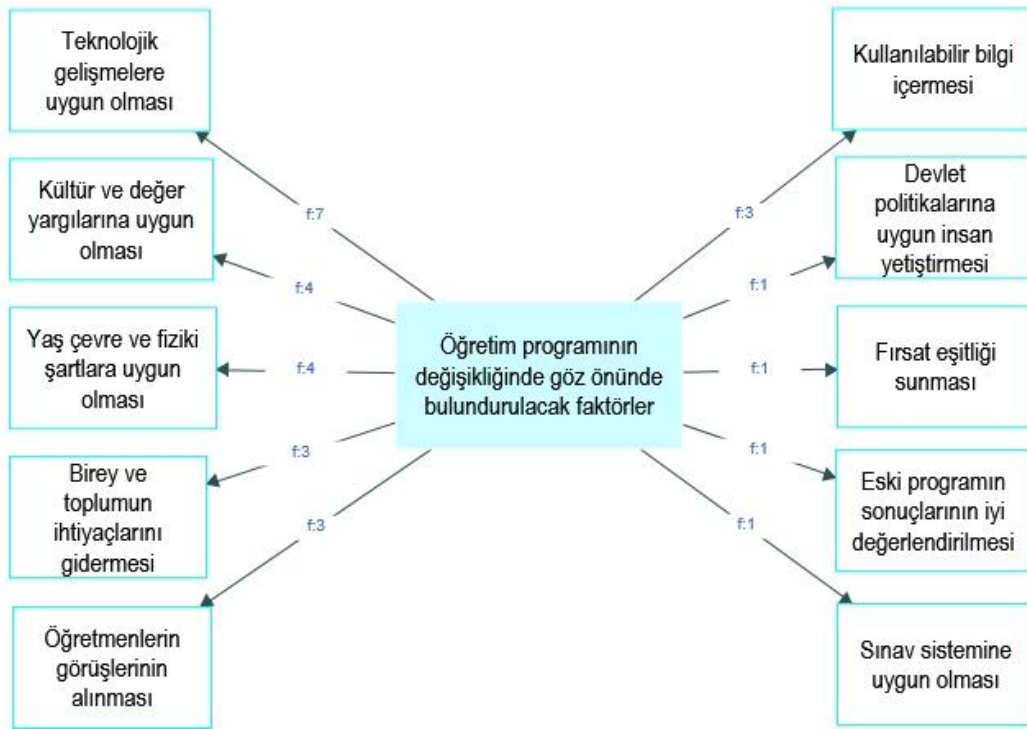 Teknolojik
gelişmelere
uygun olması
Kültür ve değer
yargılarına uygun
olması
Yaş çevre ve fiziki
şartlara uygun
olması
Birey ve
toplumun
ihtiyaçlarını
gidermesi
Öğretmenlerin
görüşlerinin
alınması
f:7
f:4
f:4
f:3
f:3
Öğretim programının
değişikliğinde göz önünde
bulundurulacak faktörler
f:3
f:1
f:1
f:1
f:1
Kullanılabilir bilgi
içermesi
Devlet
politikalarına
uygun insan
yetiştirmesi
Fırsat eşitliği
sunması
Eski programın
sonuçlarının iyi
değerlendirilmesi
Sınav sistemine
uygun olması